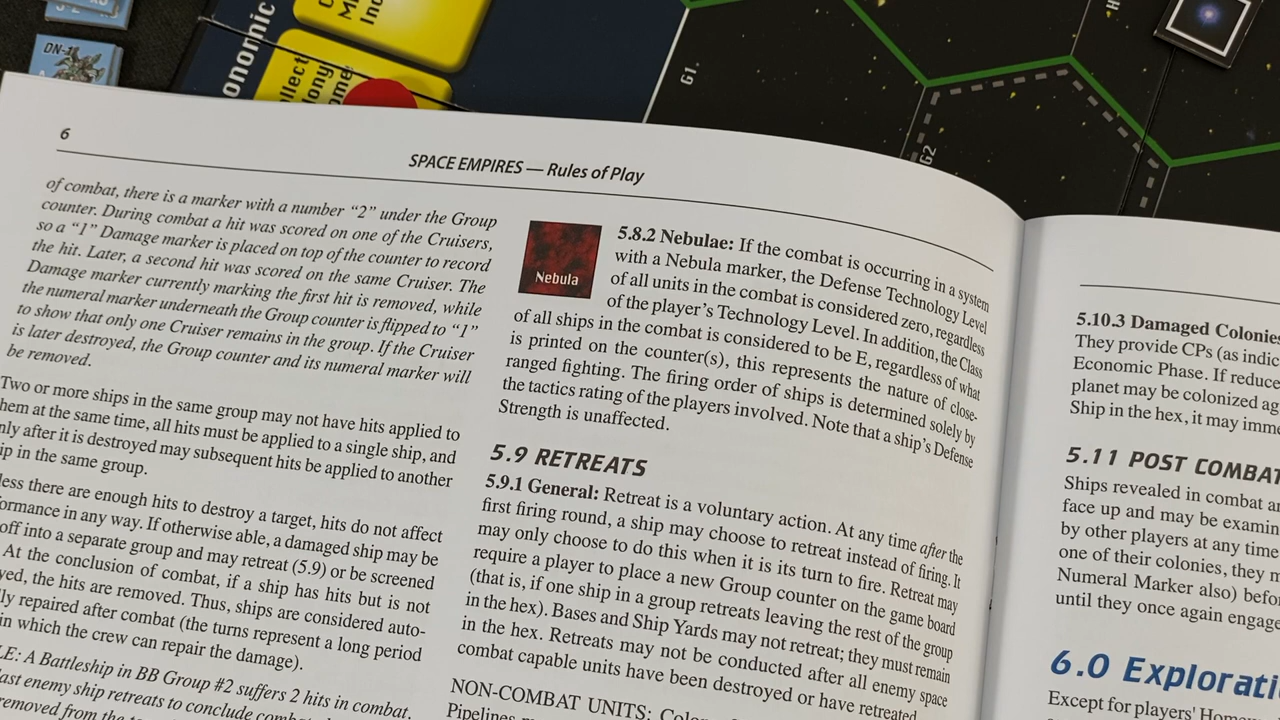 DN-1
onomic
G1
G2
6
SPACE EMPIRES — Rules of Play
of combat, there is a marker with a number “2” under the Group
counter. During combat a hit was scored on one of the Cruisers,
so a “1” Damage marker is placed on top of the counter to record
the hit. Later, a second hit was scored on the same Cruiser. The
Damage marker currently marking the first hit is removed, while
the numeral marker underneath the Group counter is flipped to “1”
to show that only one Cruiser remains in the group. If the Cruiser
is later destroyed, the Group counter and its numeral marker will
be removed.
Two or more ships in the same group may not have hits applied to
hem at the same time, all hits must be applied to a single ship, and
nly after it is destroyed may subsequent hits be applied to another
ip in the same group.
less there are enough hits to destroy a target, hits do not affect
formance in any way. If otherwise able, a damaged ship may be
off into a separate group and may retreat (5.9) or be screened
At the conclusion of combat, if a ship has hits but is not
yed, the hits are removed. Thus, ships are considered auto-
lly repaired after combat (the turns represent a long period
in which the crew can repair the damage).
LE: A Battleship in BB Group #2 suffers 2 hits in combat.
last enemy ship retreats to conclude
removed from the
Nebula
5.8.2 Nebulae: If the combat is occurring in a system
with a Nebula marker, the Defense Technology Level
of all units in the combat is considered zero, regardless
of the player’s Technology Level. In addition, the Class
of all ships in the combat is considered to be E, regardless of what
is printed on the counter(s), this represents the nature of close-
ranged fighting. The firing order of ships is determined solely by
the tactics rating of the players involved. Note that a ship’s Defense
Strength is unaffected.
5.9 RETREATS
5.9.1 General: Retreat is a voluntary action. At any time after the
first firing round, a ship may choose to retreat instead of firing. It
may only choose to do this when it is its turn to fire. Retreat may
require a player to place a new Group counter on the game board
(that is, if one ship in a group retreats leaving the rest of the group
in the hex). Bases and Ship Yards may not retreat; they must remain
in the hex. Retreats may not be conducted after all enemy space
combat capable units have been destroyed or have retreated.
NON-COMBAT UNITS:
Pipelines
5.10.3 Damaged Colonies
They provide CPs (as indic
Economic Phase. If reduce
planet may be colonized ag
Ship in the hex, it may imme
5.11 POST COMBAT
Ships revealed in combat a
face up and may be examin
by other players at any time
one of their colonies, they m
Numeral Marker also) befo
until they once again engage
6.0 Explorati
Except for players' Homew